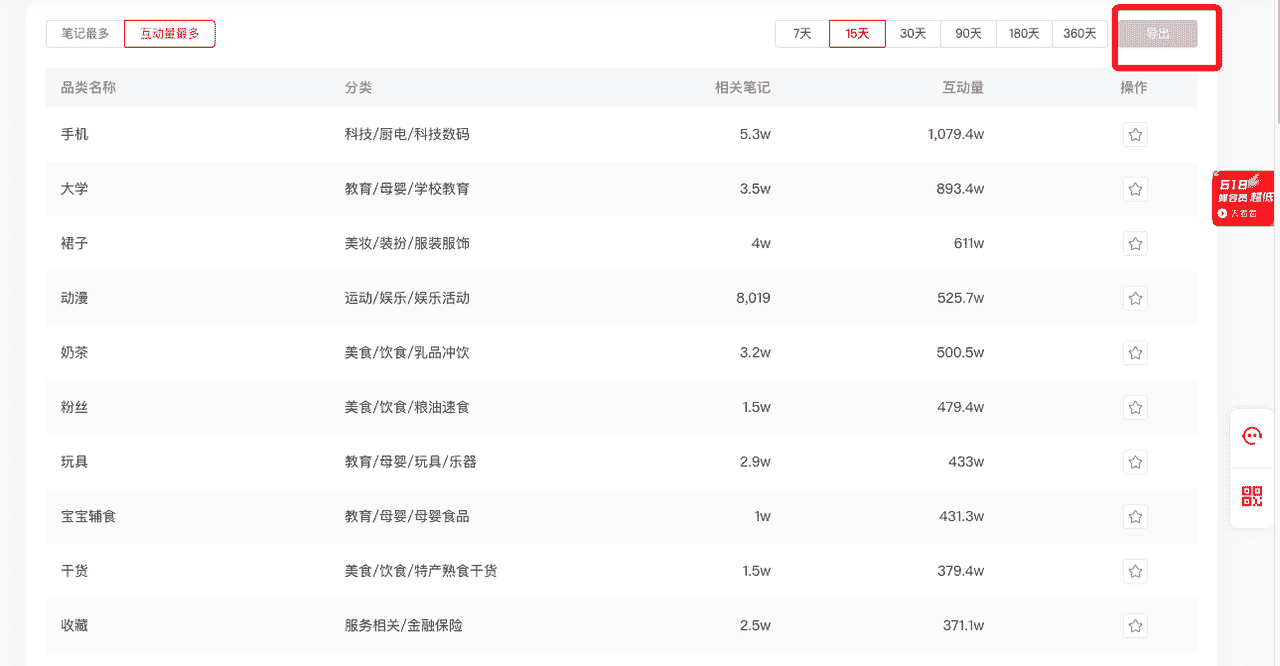 笔记最多 互动量最多 7天 15天 30天 90天 180天 360天 导出
品类名称 分类 相关笔记 互动量 操作
手机 科技/厨电/科技数码 5.3w 1,079.4w
大学 教育/母婴/学校教育 3.5w 893.4w
618
超低
裙子 美妆/装扮/服装服饰 4w 611w
动漫 运动/娱乐/娱乐活动 8,019 525.7w
奶茶 美食/饮食/乳品冲饮 3.2w 500.5w
粉丝 美食/饮食/粮油速食 1.5w 479.4w
玩具 教育/母婴/玩具/乐器 2.9w 433w
宝宝辅食 教育/母婴/母婴食品 1w 431.3w
干货 美食/饮食/特产熟食干货 1.5w 379.4w
收藏 服务相关/金融保险 2.5w 371.1w